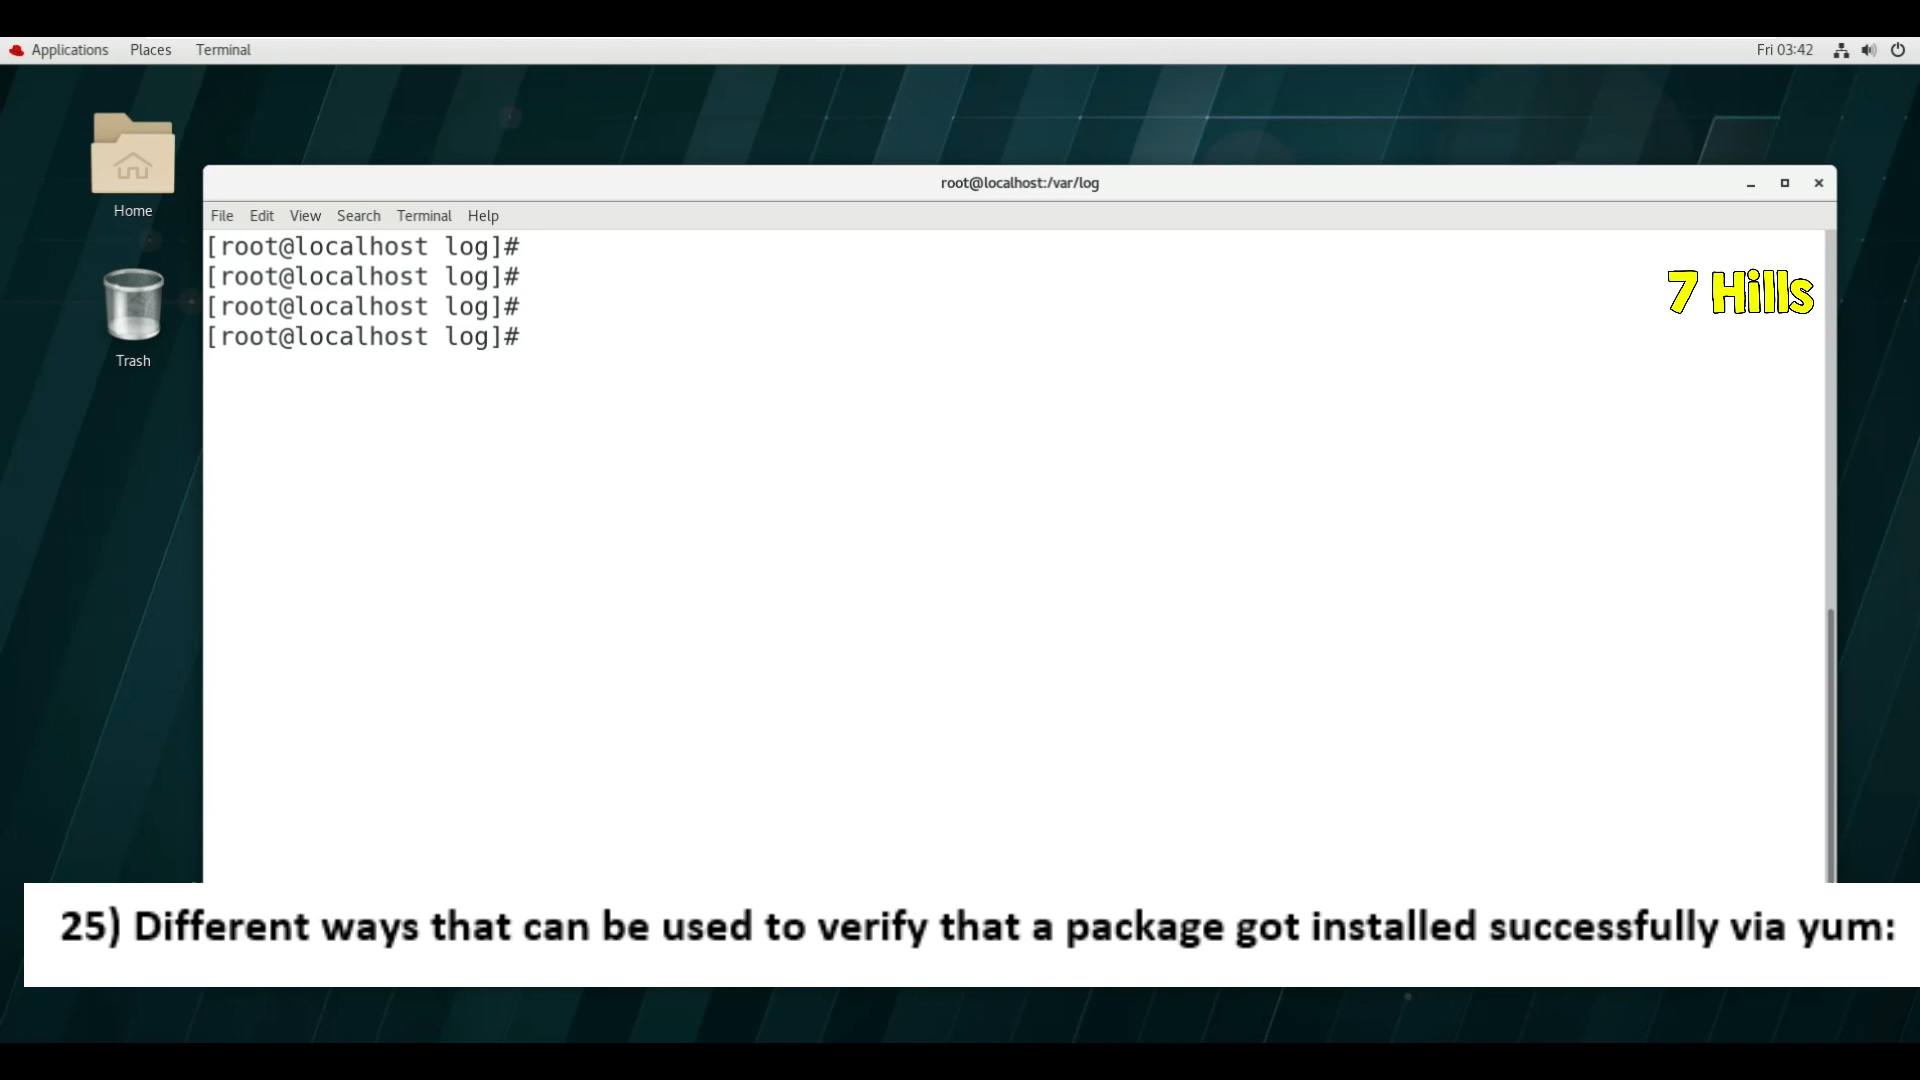 Applications Places Terminal Fri 03:42
Home
Trash
root@localhost:/var/log
File Edit View Search Terminal Help
[root@localhost log]#
[root@localhost log]#
[root@localhost log]#
[root@localhost log]#
7 Hills
25) Different ways that can be used to verify that a package got installed successfully via yum: